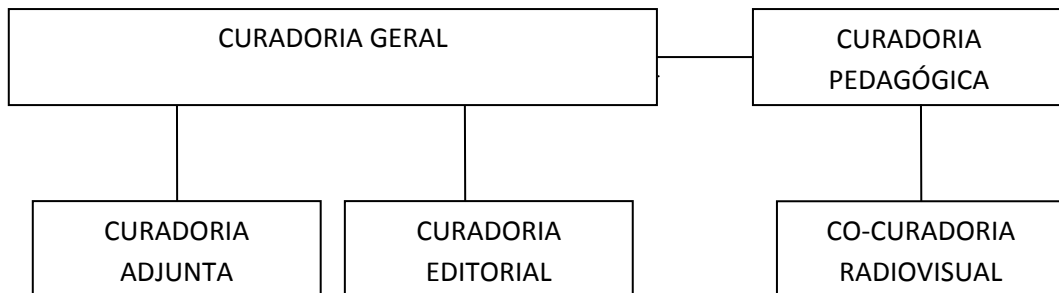 CURADORIA GERAL
CURADORIA
PEDAGÓGICA
CURADORIA
ADJUNTA
CURADORIA
EDITORIAL
CO-CURADORIA
RADIOVISUAL